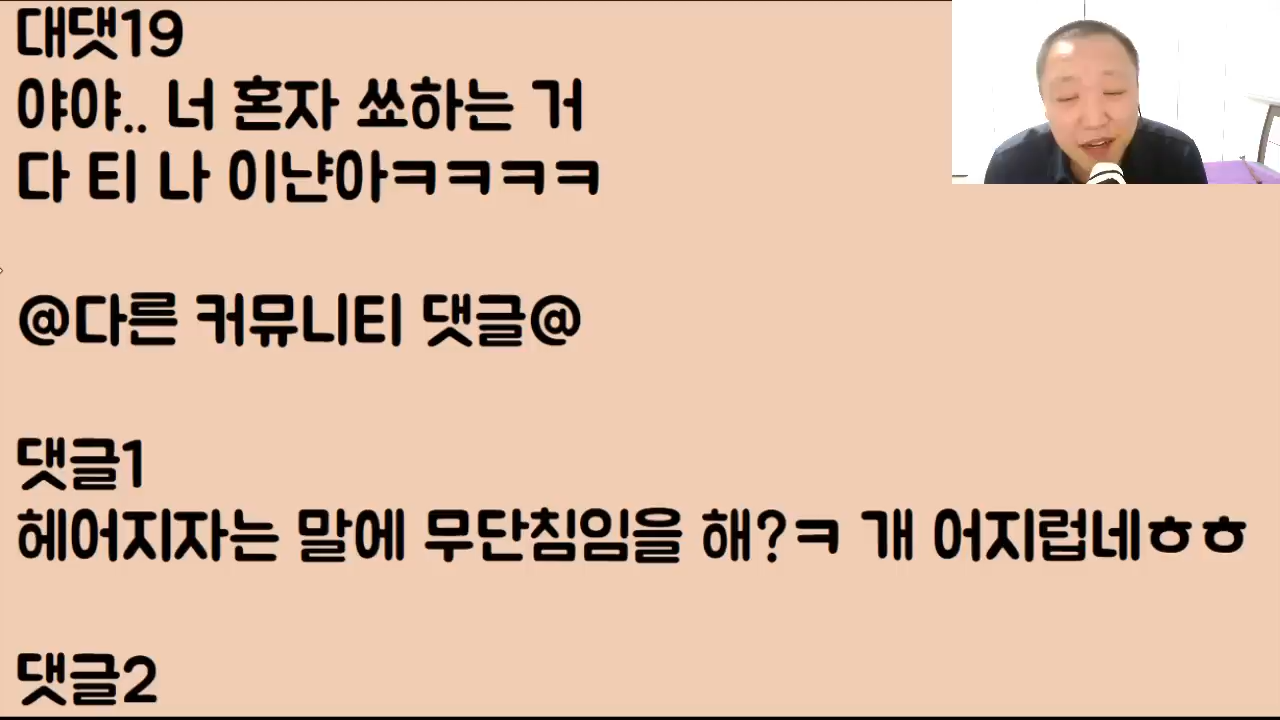 대댓19
야야.. 너 혼자 쑈하는 거
다 티 나 이냔아ㅋㅋㅋㅋ
@다른 커뮤니티 댓글@
댓글1
헤어지자는 말에 무단침임을 해?ㅋ 개 어지럽네ㅎㅎ
댓글2